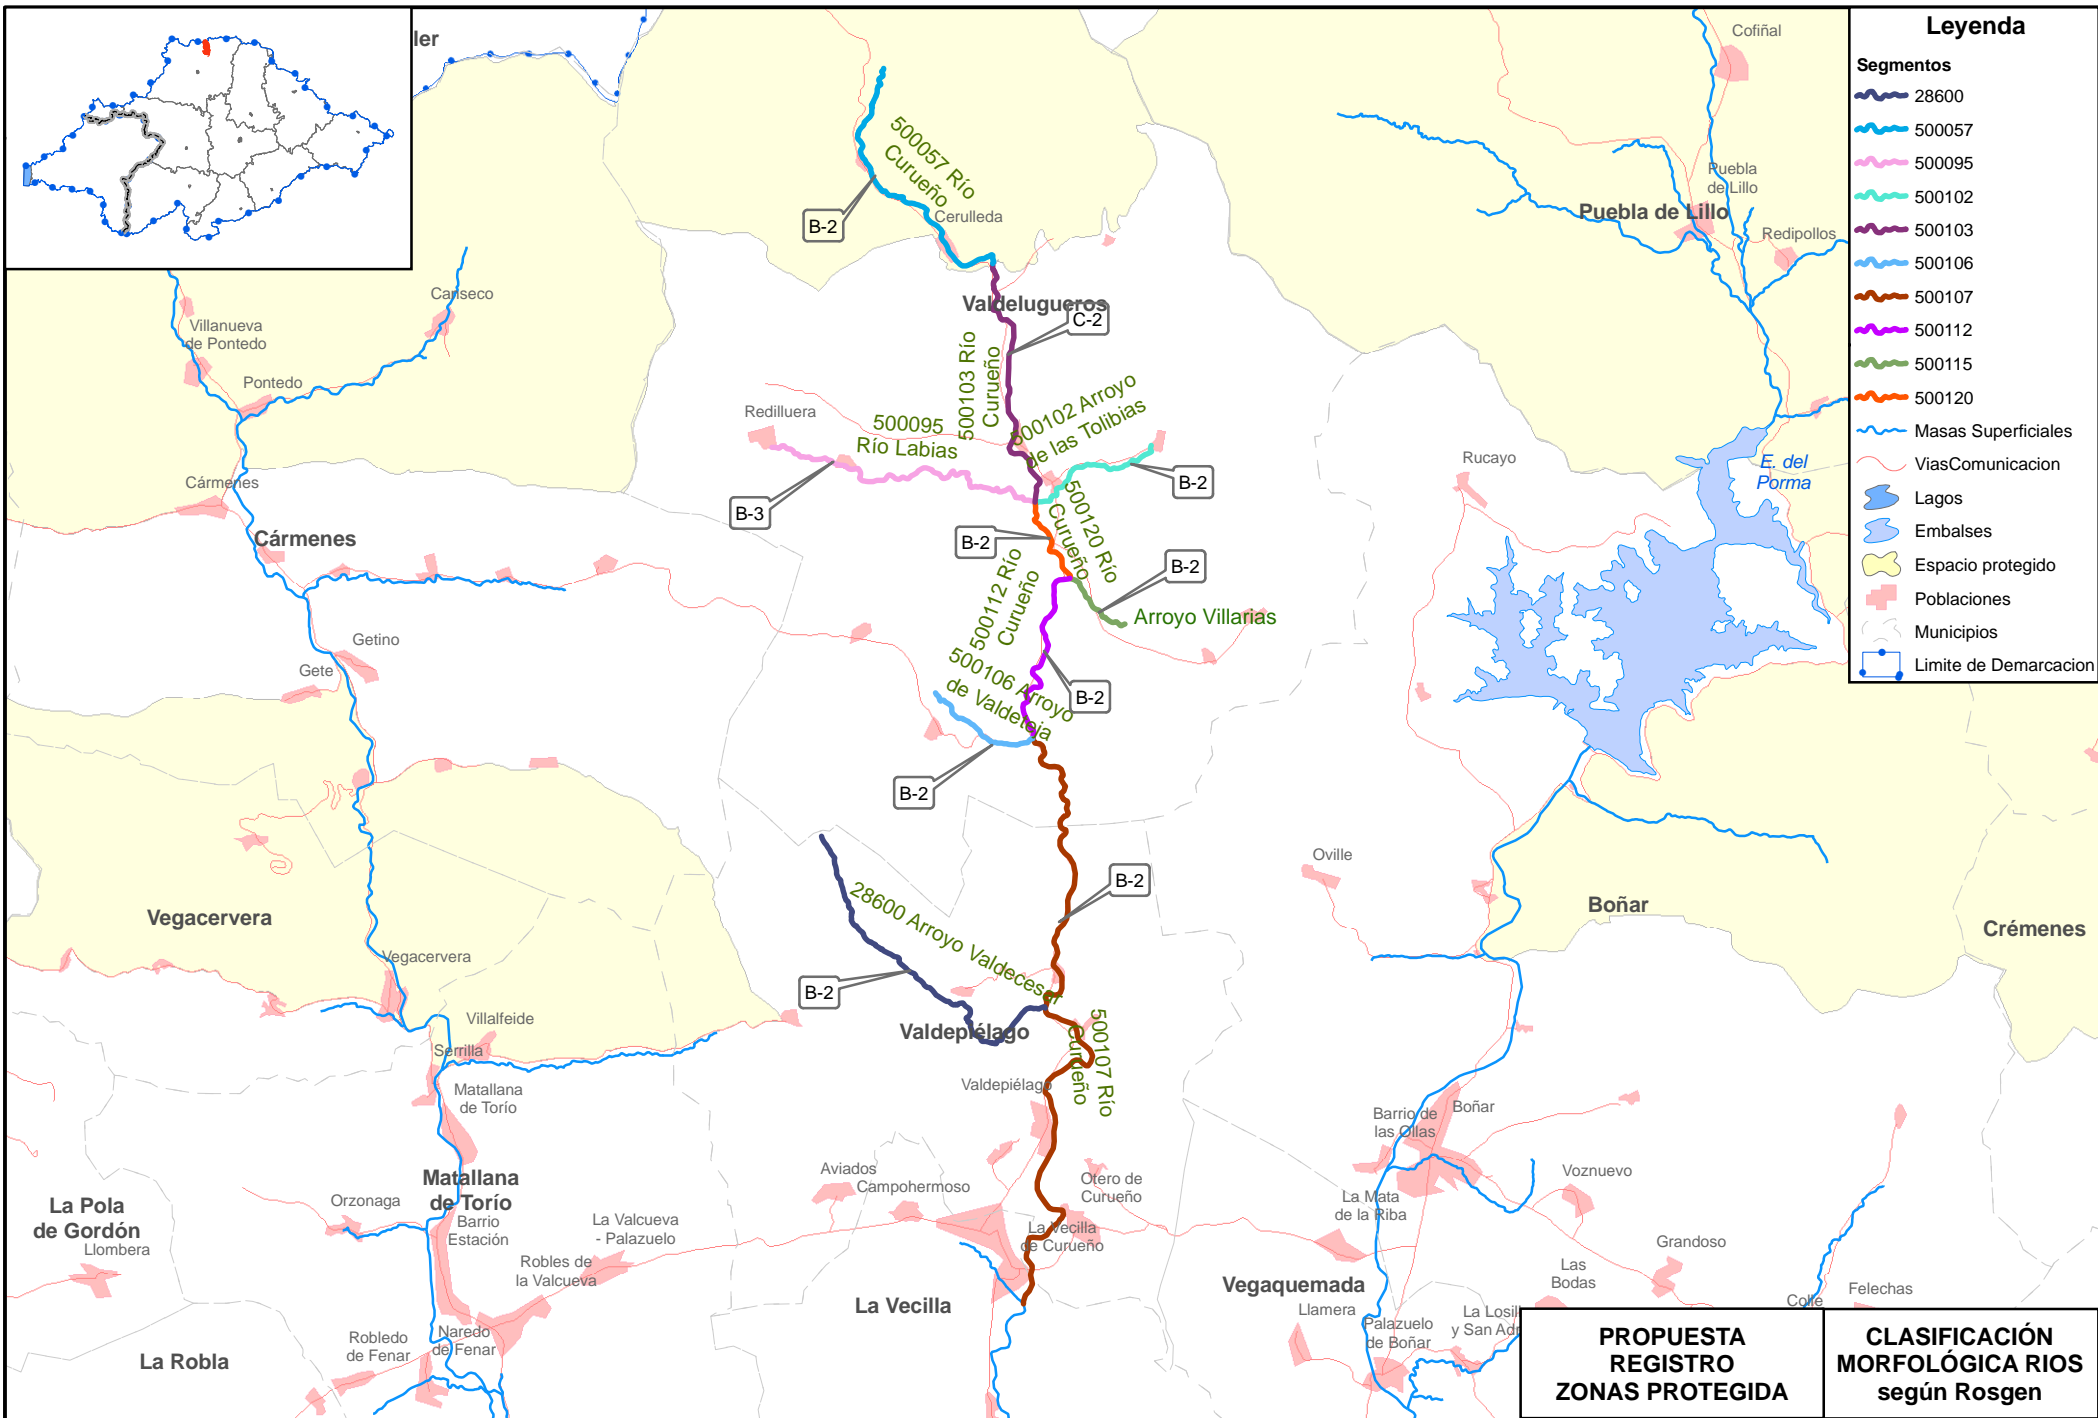 ler
Cofiñal
Puebla
de Lillo
Puebla de Lillo
Redipollos
500057 Río
Curueño
B-2
Cerulleda
Canseco
Villanueva
de Pontedo
Pontedo
Valdelugueros
C-2
500103 Río
Curueño
Redilluera
500095
Río Labias
500102 Arroyo
de las Tolibias
B-2
B-3
Rucayo
E. del
Porma
Cármenes
Cármenes
B-2
500120 Río
Curueño
B-2
500112 Río
Curueño
Arroyo Villarias
Getino
Gete
500106 Arroyo
de Valdeteja
B-2
B-2
Oville
B-2
Boñar
Crémenes
Vegacervera
Vegacervera
28600 Arroyo Valdecesar
B-2
Villalfeide
Serrilla
Valdepiélago
500107 Río
Curueño
Valdepiélago
Matallana
de Torío
Barrio de
las Ollas
Boñar
Matallana
de Torío
Aviados
Campohermoso
Otero de
Curueño
Voznuevo
La Mata
de la Riba
La Pola
de Gordón
Llombera
Orzonaga
Barrio
Estación
La Valcueva
- Palazuelo
Robles de
la Valcueva
La Vecilla
de Curueño
Grandoso
Las
Bodas
Vegaquemada
La Vecilla
Llamera
Felechas
Colle
La Losill
y San Adr
Palazuelo
de Boñar
Robledo
de Fenar
Naredo
de Fenar
La Robla
Leyenda
Segmentos
28600
500057
500095
500102
500103
500106
500107
500112
500115
500120
Masas Superficiales
ViasComunicacion
Lagos
Embalses
Espacio protegido
Poblaciones
Municipios
Limite de Demarcacion
PROPUESTA
REGISTRO
ZONAS PROTEGIDA
CLASIFICACIÓN
MORFOLÓGICA RIOS
según Rosgen